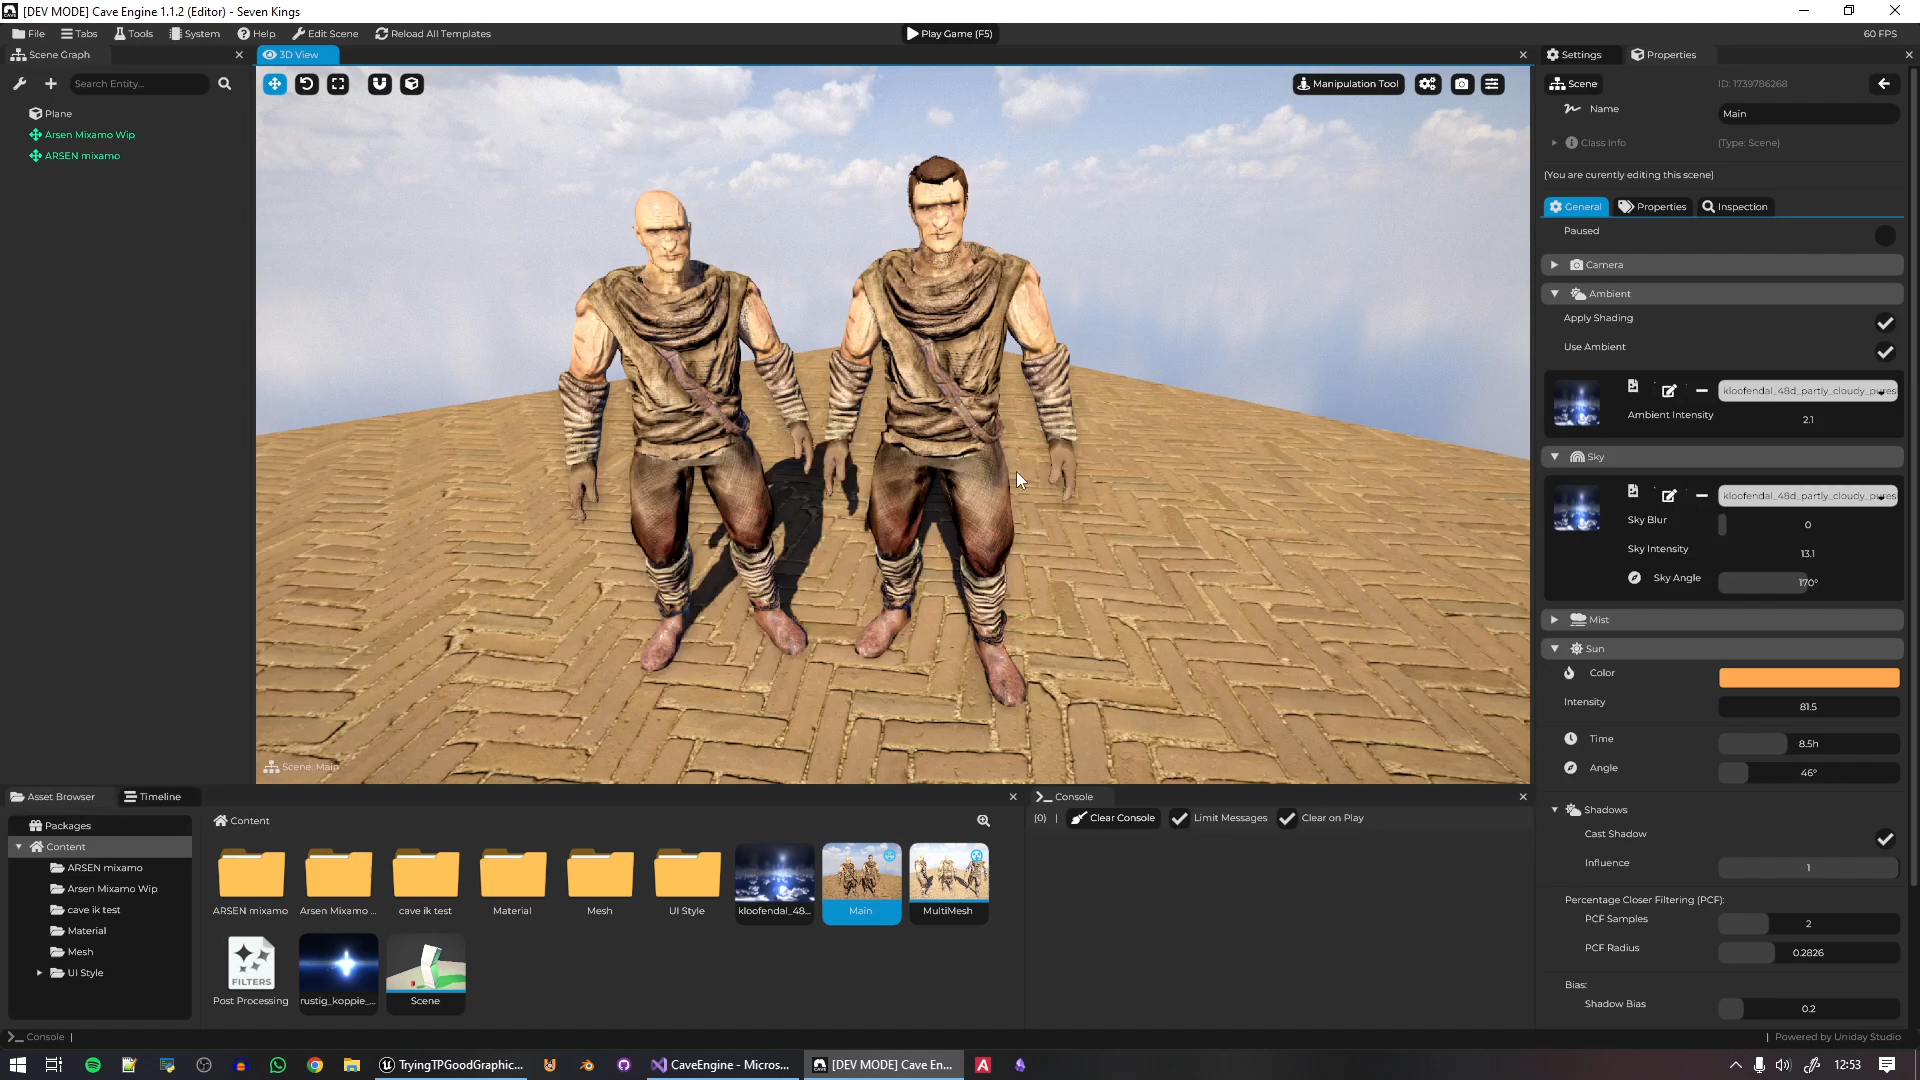 [DEV MODE] Cave Engine 1.1.2 (Editor) - Seven Kings
File Tabs Tools System Help Edit Scene Reload All Templates
Play Game (F5)
60 FPS
Scene Graph
3D View
Settings
Properties
Search Entity...
Manipulation Tool
Scene
ID: 1739786268
Plane
Arsen Mixamo Wip
ARSEN mixamo
Name
Main
Class Info
(Type: Scene)
[You are curently editing this scene]
General
Properties
Inspection
Paused
Camera
Ambient
Apply Shading
Use Ambient
kloofendal_48d_partly_cloudy_pures
Ambient Intensity
2.1
Sky
kloofendal_48d_partly_cloudy_pures
Sky Blur
0
Sky Intensity
13.1
Sky Angle
170°
Mist
Sun
Color
Intensity
81.5
Time
8.5h
Angle
46°
Shadows
Cast Shadow
Influence
1
Percentage Closer Filtering (PCF):
PCF Samples
2
PCF Radius
0.2826
Bias:
Shadow Bias
0.2
Scene: Main
Asset Browser
Timeline
Packages
Content
ARSEN mixamo
Arsen Mixamo Wip
cave ik test
Material
Mesh
UI Style
Content
ARSEN mixamo
Arsen Mixamo ...
cave ik test
Material
Mesh
UI Style
kloofendal_48...
Main
MultiMesh
FILTERS
Post Processing
rustig_koppie_...
Scene
Console
(0) |
Clear Console
Limit Messages
Clear on Play
Console |
| Powered by Uniday Studio
TryingTPGoodGraphic...
CaveEngine - Micros...
[DEV MODE] Cave En...
12:53